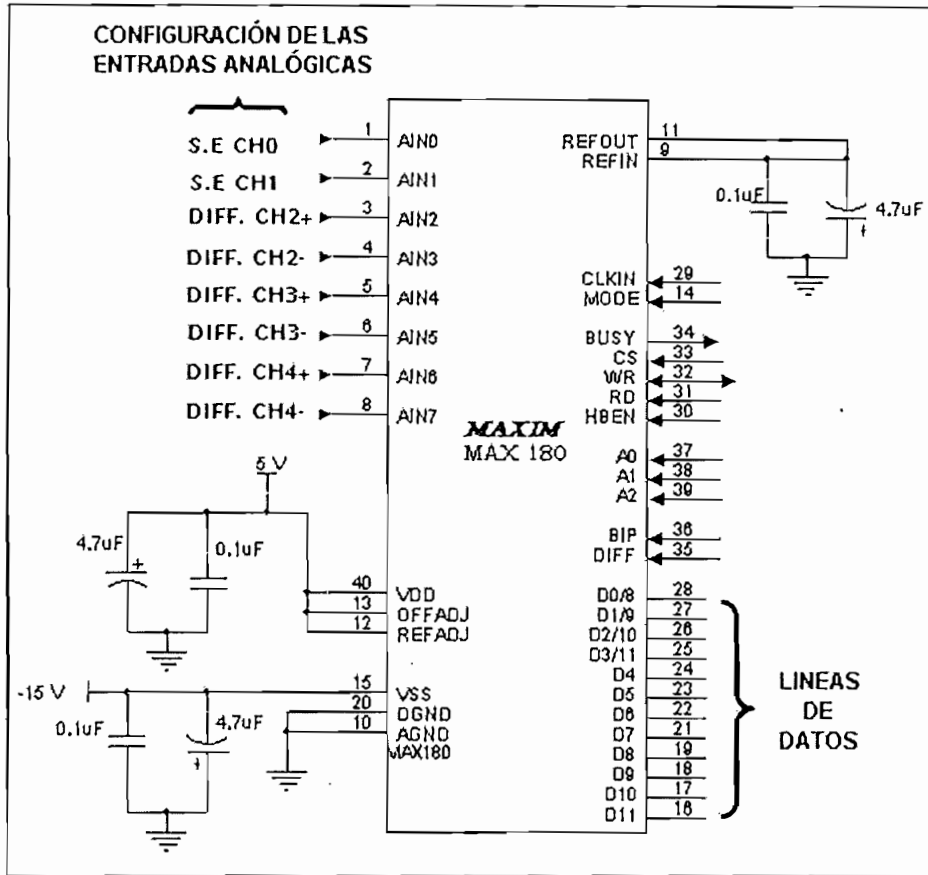 CONFIGURACIÓN DE LAS
ENTRADAS ANALÓGICAS
S.E CH0
S.E CH1
DIFF. CH2+
DIFF. CH2-
DIFF. CH3+
DIFF. CH3-
DIFF. CH4+
DIFF. CH4-
1 AIN0
2 AIN1
3 AIN2
4 AIN3
5 AIN4
6 AIN5
7 AIN6
8 AIN7
REFOUT 11
REFIN 9
0.1uF
4.7uF
+
CLKIN 29
MODE 14
BUSY 34
CS 33
WR 32
RD 31
HBEN 30
MAXIM
MAX 180
A0 37
A1 38
A2 39
BIP 36
DIFF 35
5 V
4.7uF
+
0.1uF
40 VDD
13 OFFADJ
12 REFADJ
-15 V
15 VSS
20 DGND
10 AGND
MAX180
0.1uF
4.7uF
+
D0/8 28
D1/9 27
D2/10 26
D3/11 25
D4 24
D5 23
D6 22
D7 21
D8 19
D9 18
D10 17
D11 16
LINEAS
DE
DATOS